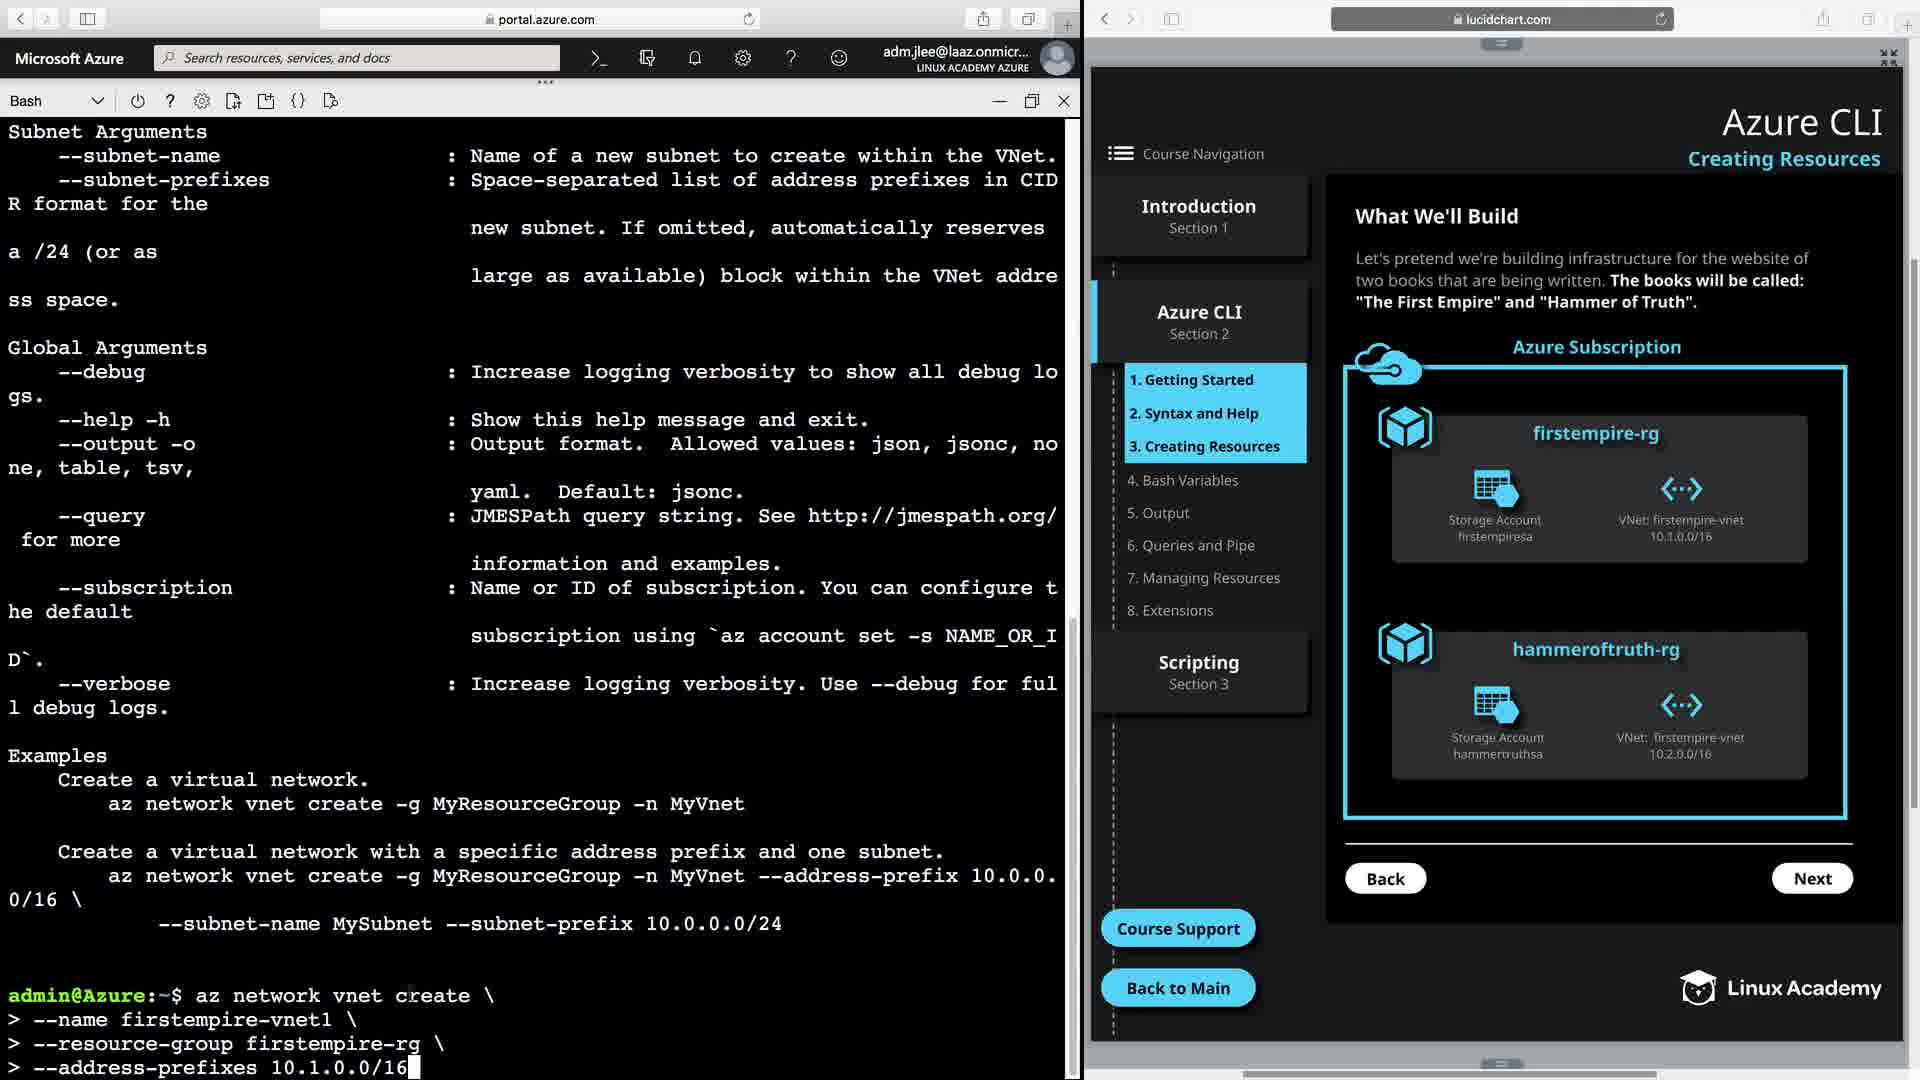 portal.azure.com
Microsoft Azure
Search resources, services, and docs
adm.jlee@laaz.onmicr...
LINUX ACADEMY AZURE
Bash
Subnet Arguments
--subnet-name : Name of a new subnet to create within the VNet.
--subnet-prefixes : Space-separated list of address prefixes in CID
R format for the
new subnet. If omitted, automatically reserves
a /24 (or as
large as available) block within the VNet addre
ss space.
Global Arguments
--debug : Increase logging verbosity to show all debug lo
gs.
--help -h : Show this help message and exit.
--output -o : Output format.  Allowed values: json, jsonc, no
ne, table, tsv,
yaml.  Default: jsonc.
--query : JMESPath query string. See http://jmespath.org/
for more
information and examples.
--subscription : Name or ID of subscription. You can configure t
he default
subscription using `az account set -s NAME_OR_I
D`.
--verbose : Increase logging verbosity. Use --debug for ful
l debug logs.
Examples
Create a virtual network.
az network vnet create -g MyResourceGroup -n MyVnet
Create a virtual network with a specific address prefix and one subnet.
az network vnet create -g MyResourceGroup -n MyVnet --address-prefix 10.0.0.
0/16 \
--subnet-name MySubnet --subnet-prefix 10.0.0.0/24
admin@Azure:~$ az network vnet create \
> --name firstempire-vnet1 \
> --resource-group firstempire-rg \
> --address-prefixes 10.1.0.0/16
lucidchart.com
Azure CLI
Creating Resources
Course Navigation
Introduction
Section 1
Azure CLI
Section 2
1. Getting Started
2. Syntax and Help
3. Creating Resources
4. Bash Variables
5. Output
6. Queries and Pipe
7. Managing Resources
8. Extensions
Scripting
Section 3
Course Support
Back to Main
What We'll Build
Let's pretend we're building infrastructure for the website of
two books that are being written. The books will be called:
"The First Empire" and "Hammer of Truth".
Azure Subscription
firstempire-rg
Storage Account
firstempiresa
VNet: firstempire-vnet
10.1.0.0/16
hammeroftruth-rg
Storage Account
hammerrruthsa
VNet: firstempire-vnet
10.2.0.0/16
Back
Next
Linux Academy